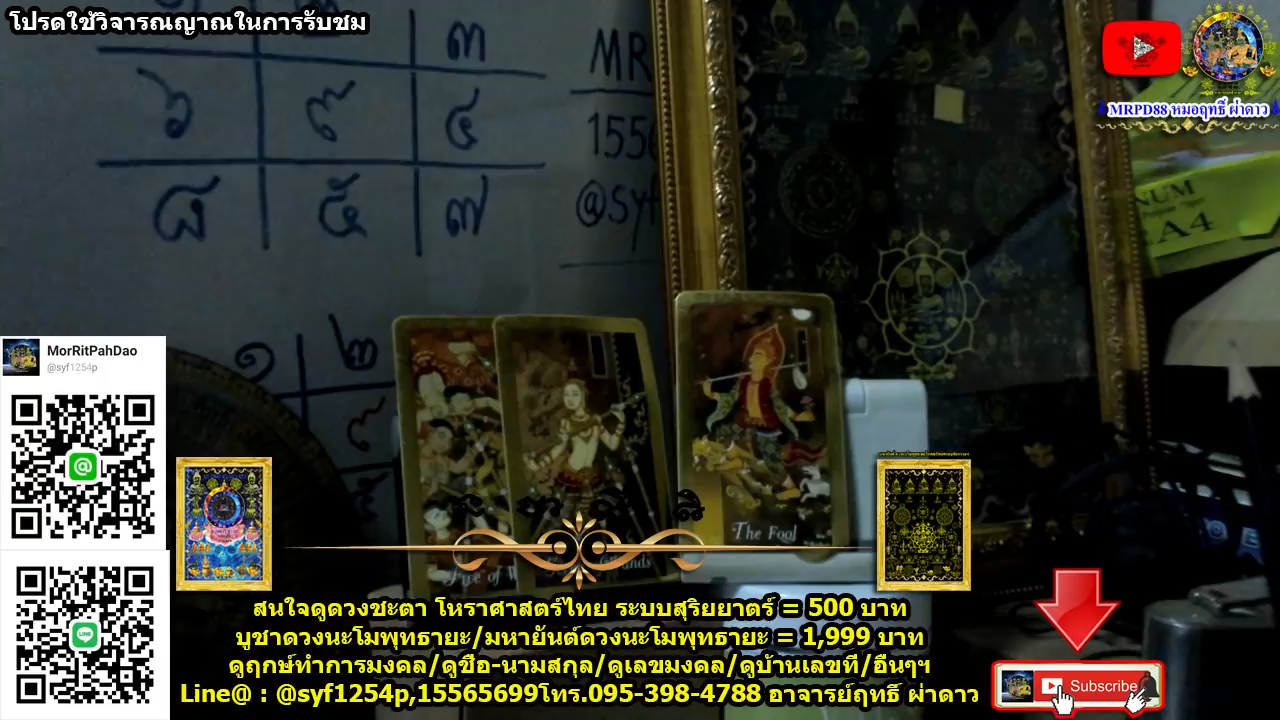 โปรดใช้วิจารณญาณในการรับชม
๓
๖ ๙ ๔
๘ ๕ ๗
MR
155
@syf
MRPD88 หมอฤทธิ์ ผ่าดาว
NUM
A4
๑ ๒
MorRitPahDao
@syf1254p
The Fool
สนใจดูดวงชะตา โหราศาสตร์ไทย ระบบสุริยยาตร์ = 500 บาท
บูชาดวงนะโมพุทธายะ/มหายันต์ดวงนะโมพุทธายะ = 1,999 บาท
ดูฤกษ์ทำการมงคล/ดูชื่อ-นามสกุล/ดูเลขมงคล/ดูบ้านเลขที่/อื่นๆฯ
Line@ : @syf1254p,15565699โทร.095-398-4788 อาจารย์ฤทธิ์ ผ่าดาว
Subscribe